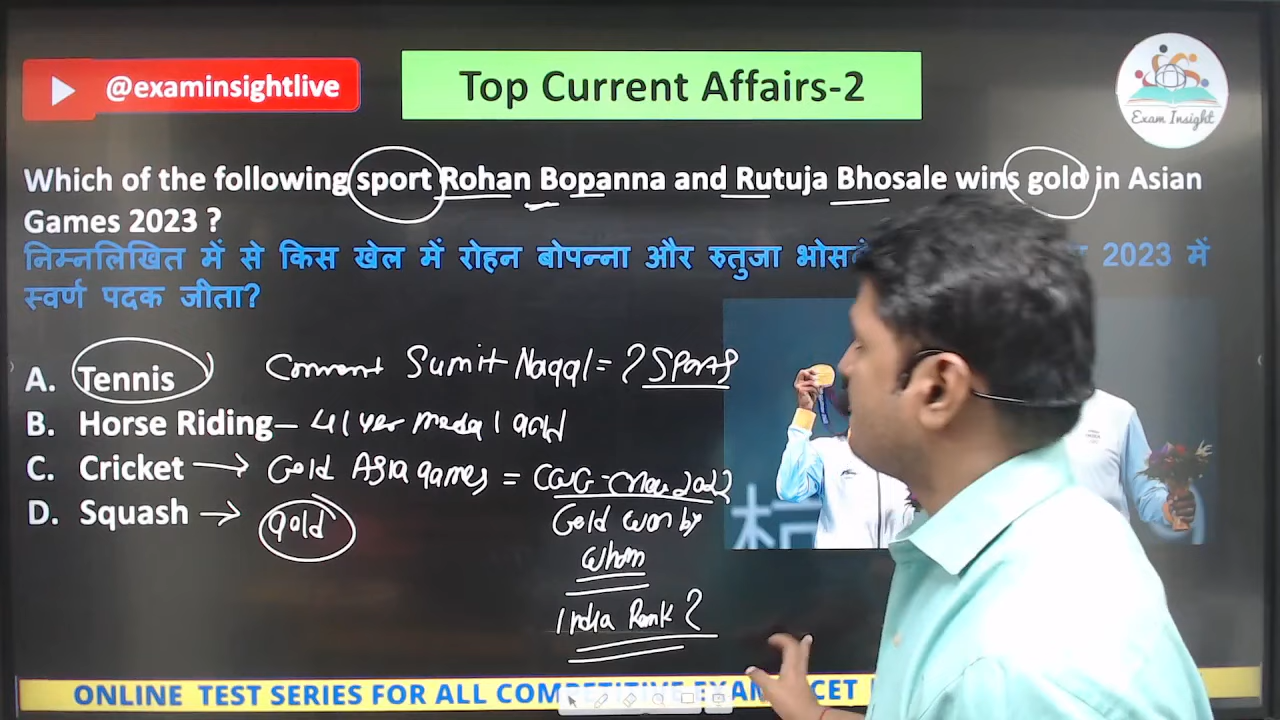 @examinsightlive
Top Current Affairs-2
Exam Insight
Which of the following sport Rohan Bopanna and Rutuja Bhosale wins gold in Asian
Games 2023 ?
निम्नलिखित में से किस खेल में रोहन बोपन्ना और रुतुजा 2023 में
स्वर्ण पदक जीता?
A. Tennis
Comment Sumit Nagal = ? Sports
B. Horse Riding
41 year medal gold
C. Cricket
Gold Asia games = CWG - 2022
D. Squash
gold
Gold won by
whom
India Rank ?
ONLINE TEST SERIES FOR ALL CET